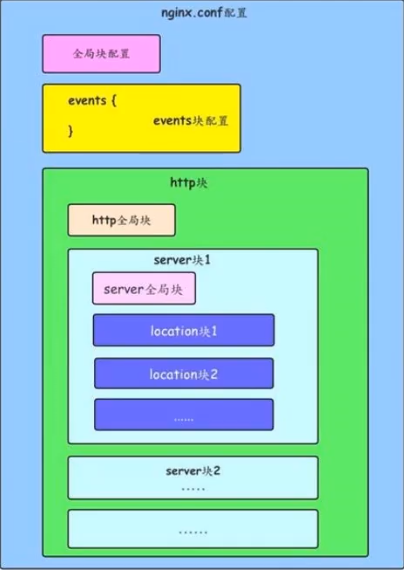 nginx.conf配置
全局块配置
events {
events块配置
}
http块
http全局块
server块1
server全局块
location块1
location块2
......
server块2
.....
......